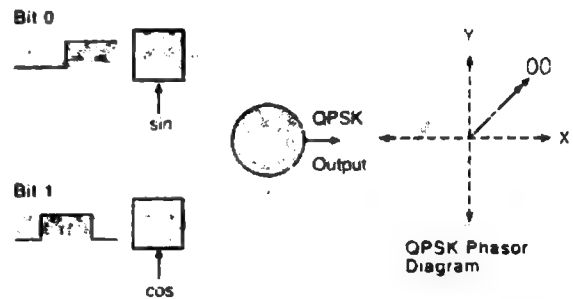 Bit 0
sin
QPSK
Output
Bit 1
cos
Y
00
X
QPSK Phasor
Diagram